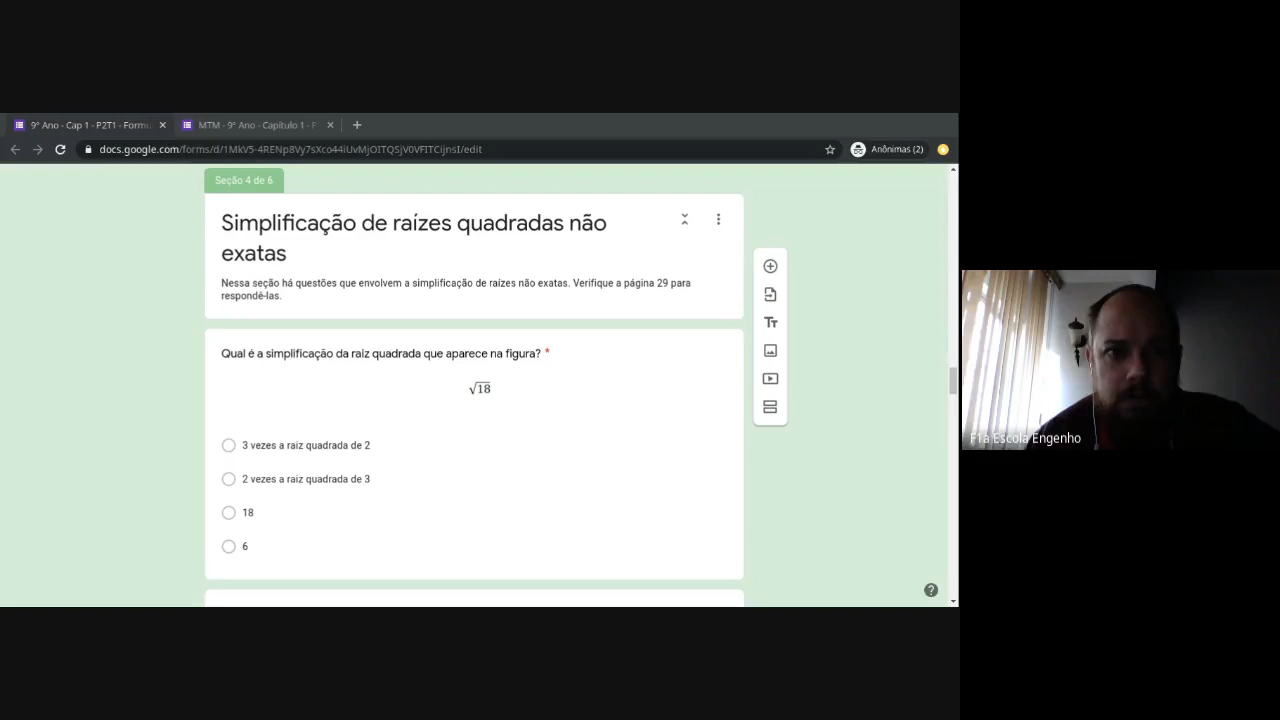 9º Ano - Cap 1 - P2T1 - Formu
MTM - 9º Ano - Capítulo 1 - F
docs.google.com/forms/d/1MkV5-4RENp8Vy7sXco44iUvMjOITQSjV0VFITCijnsI/edit
Anônimas (2)
Seção 4 de 6
Simplificação de raízes quadradas não
exatas
Nessa seção há questões que envolvem a simplificação de raízes não exatas. Verifique a página 29 para
respondê-las.
Qual é a simplificação da raiz quadrada que aparece na figura? *
√18
3 vezes a raiz quadrada de 2
2 vezes a raiz quadrada de 3
18
6
Tт
F1a Escola Engenho